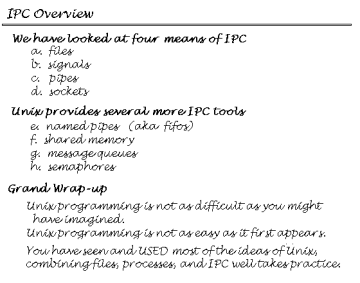 IPC Overview
We have looked at four means of IPC
a. files
b. signals
c. pipes
d. sockets
Unix provides several more IPC tools
e. named pipes (aka fifos)
f. shared memory
g. message queues
h. semaphores
Grand Wrap-up
Unix programming is not as difficult as you might
have imagined.
Unix programming is not as easy as it first appears.
You have seen and USED most of the ideas of Unix,
combining files, processes, and IPC well takes practice.